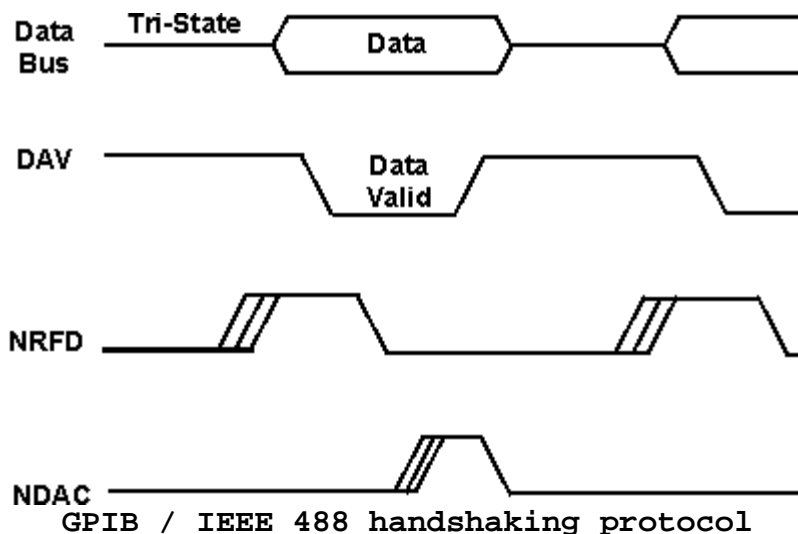 Data
Bus
Tri-State
Data
DAV
Data
Valid
NRFD
NDAC
GPIB / IEEE 488 handshaking protocol